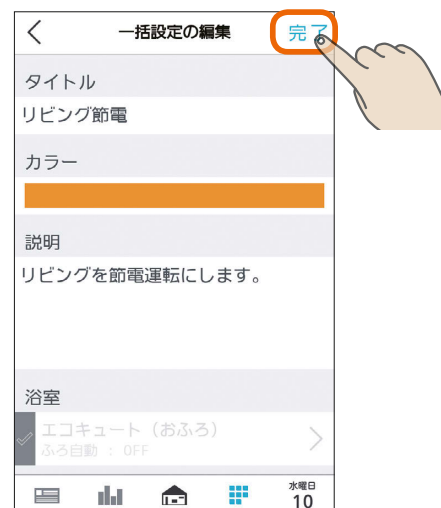 一括設定の編集
完了
タイトル
リビング節電
カラー
説明
リビングを節電運転にします。
浴室
エコキュート（おふろ）
ふろ自動 : OFF
水曜日
10